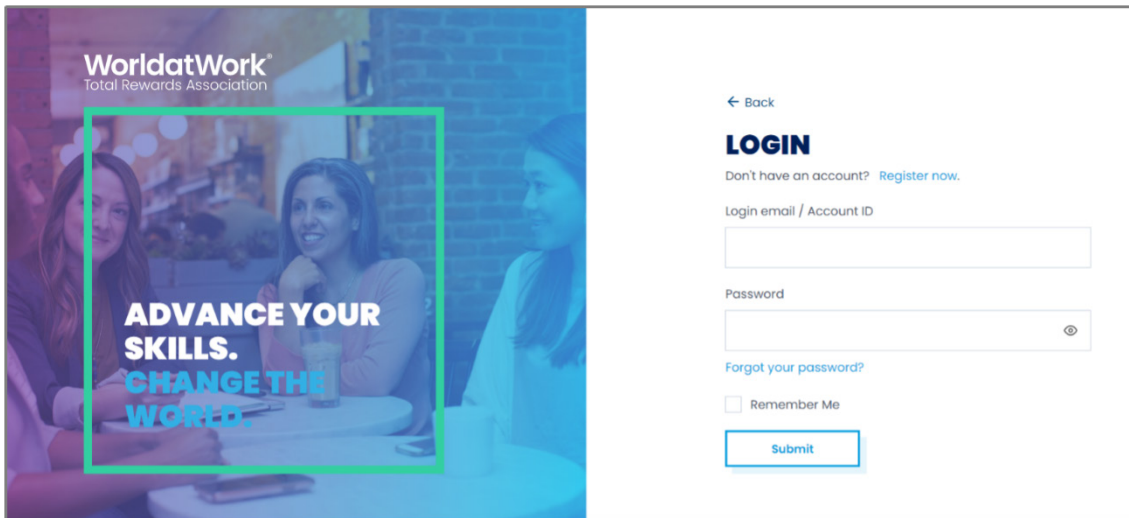 WorldatWork®
Total Rewards Association
ADVANCE YOUR
SKILLS.
CHANGE THE
WORLD.
← Back
LOGIN
Don't have an account? Register now.
Login email / Account ID
Password
Forgot your password?
Remember Me
Submit